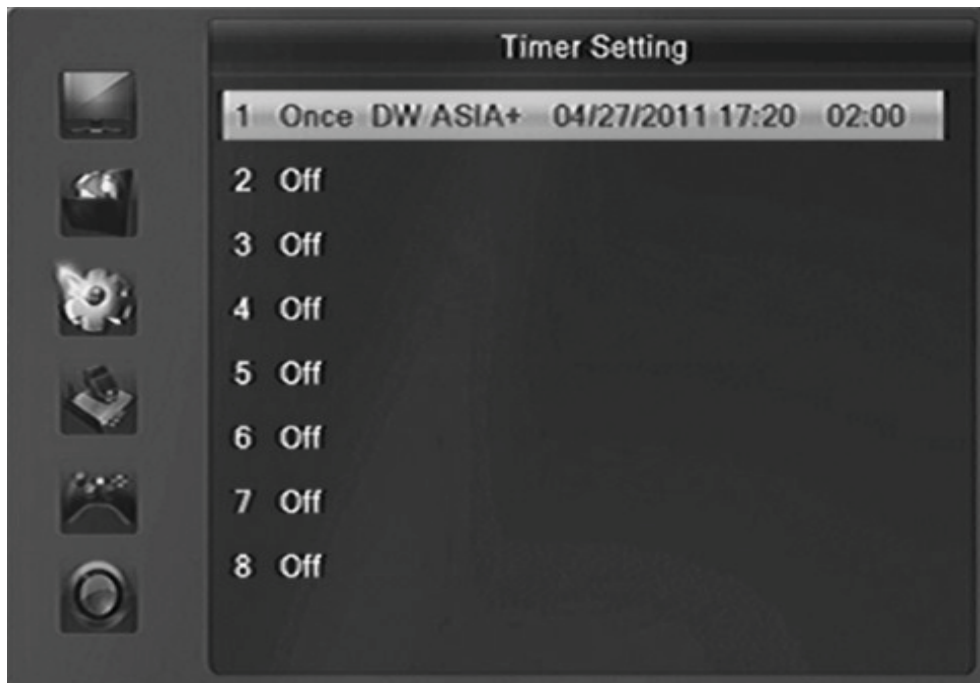 Timer Setting
1 Once DW ASIA+ 04/27/2011 17:20 02:00
2 Off
3 Off
4 Off
5 Off
6 Off
7 Off
8 Off